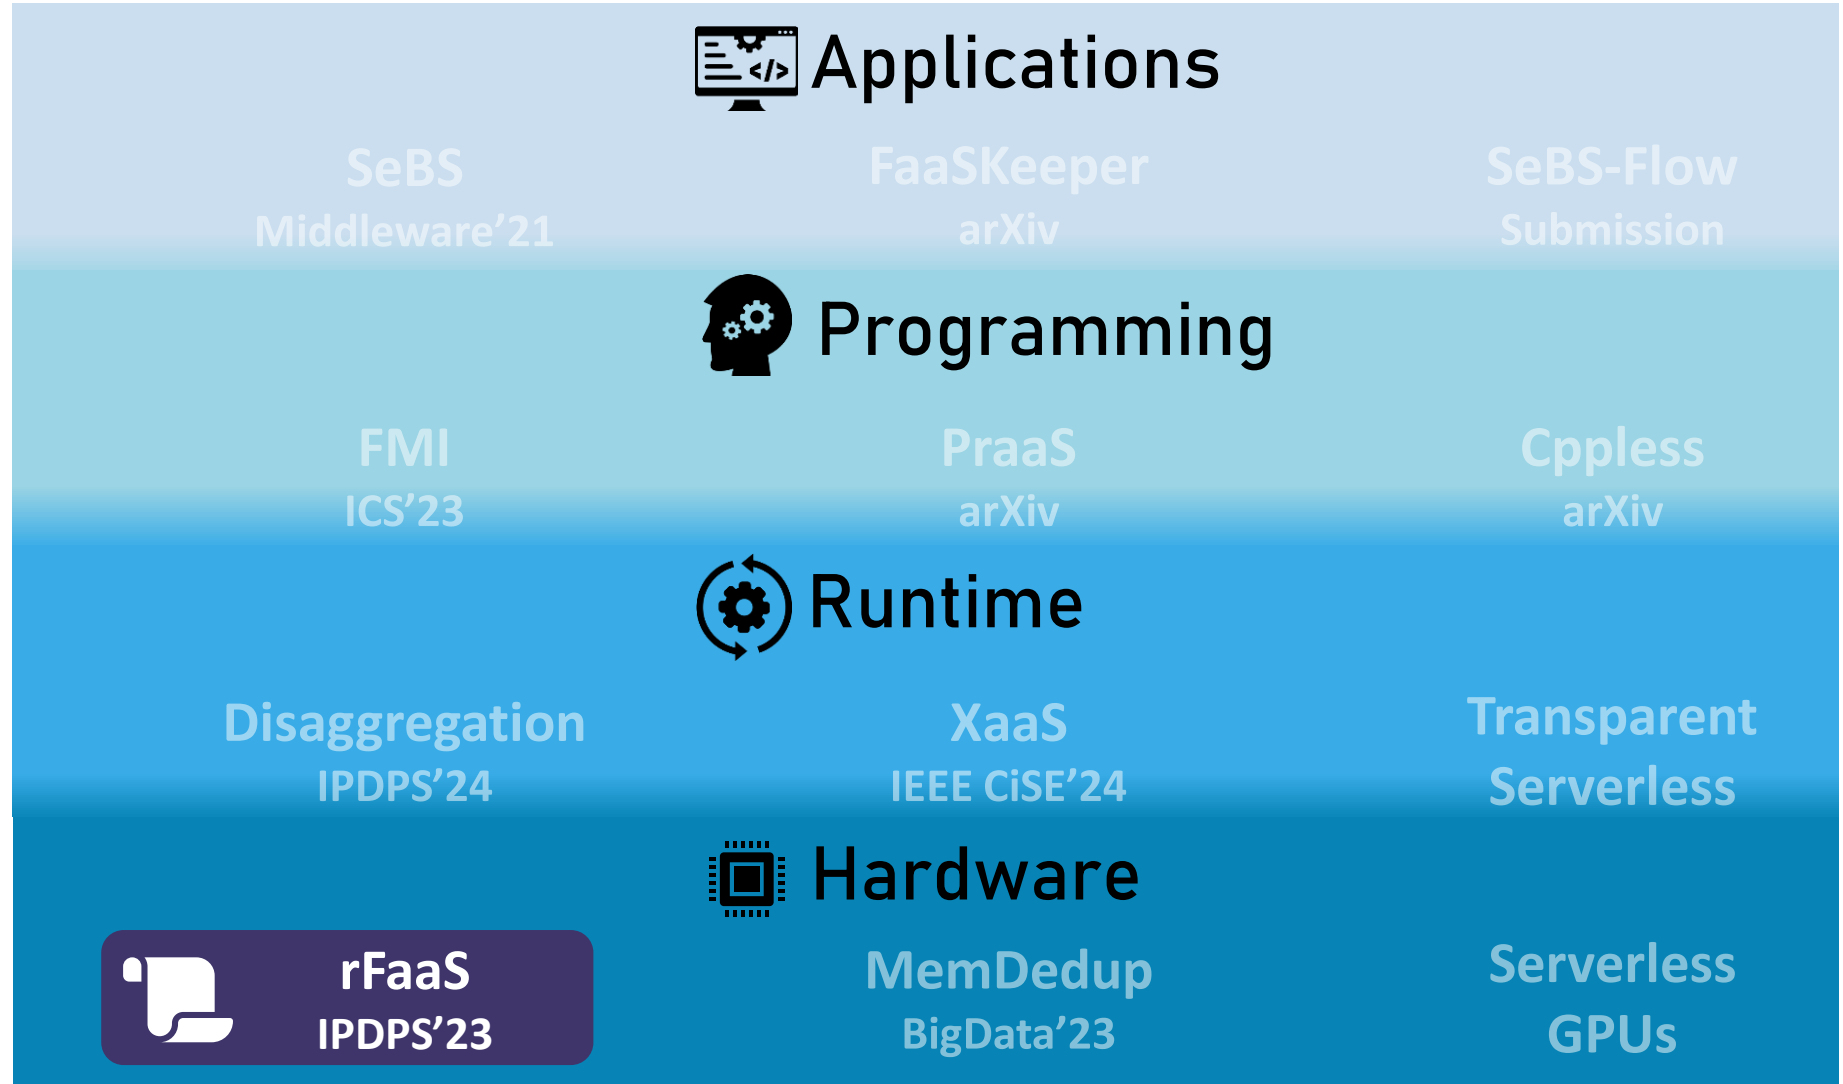 Applications
SeBS
Middleware’21
FaaSKeeper
arXiv
SeBS-Flow
Submission
Programming
FMI
ICS’23
PraaS
arXiv
Cppless
arXiv
Runtime
Disaggregation
IPDPS’24
XaaS
IEEE CiSE’24
Transparent
Serverless
Hardware
rFaaS
IPDPS’23
MemDedup
BigData’23
Serverless
GPUs